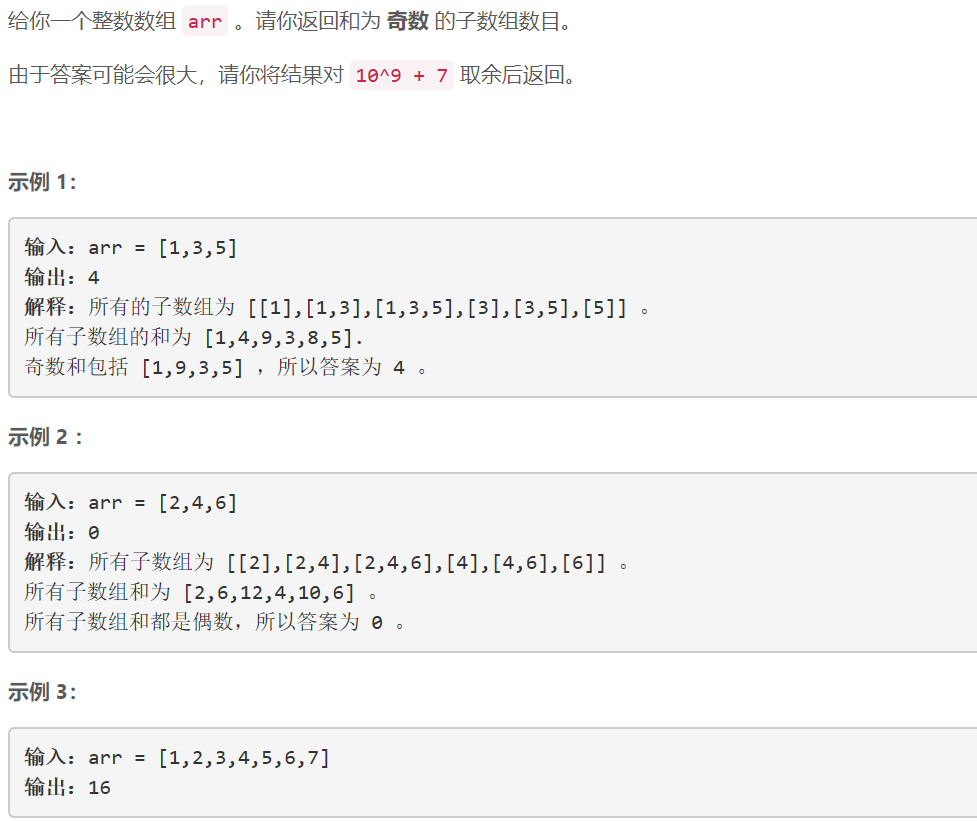 给你一个整数数组 arr 。请你返回和为 奇数 的子数组数目。
由于答案可能会很大，请你将结果对 10^9 + 7 取余后返回。
示例 1：
输入：arr = [1,3,5]
输出：4
解释：所有的子数组为 [[1],[1,3],[1,3,5],[3],[3,5],[5]] 。
所有子数组的和为 [1,4,9,3,8,5].
奇数和包括 [1,9,3,5] ，所以答案为 4 。
示例 2 ：
输入：arr = [2,4,6]
输出：0
解释：所有子数组为 [[2],[2,4],[2,4,6],[4],[4,6],[6]] 。
所有子数组和为 [2,6,12,4,10,6] 。
所有子数组和都是偶数，所以答案为 0 。
示例 3：
输入：arr = [1,2,3,4,5,6,7]
输出：16